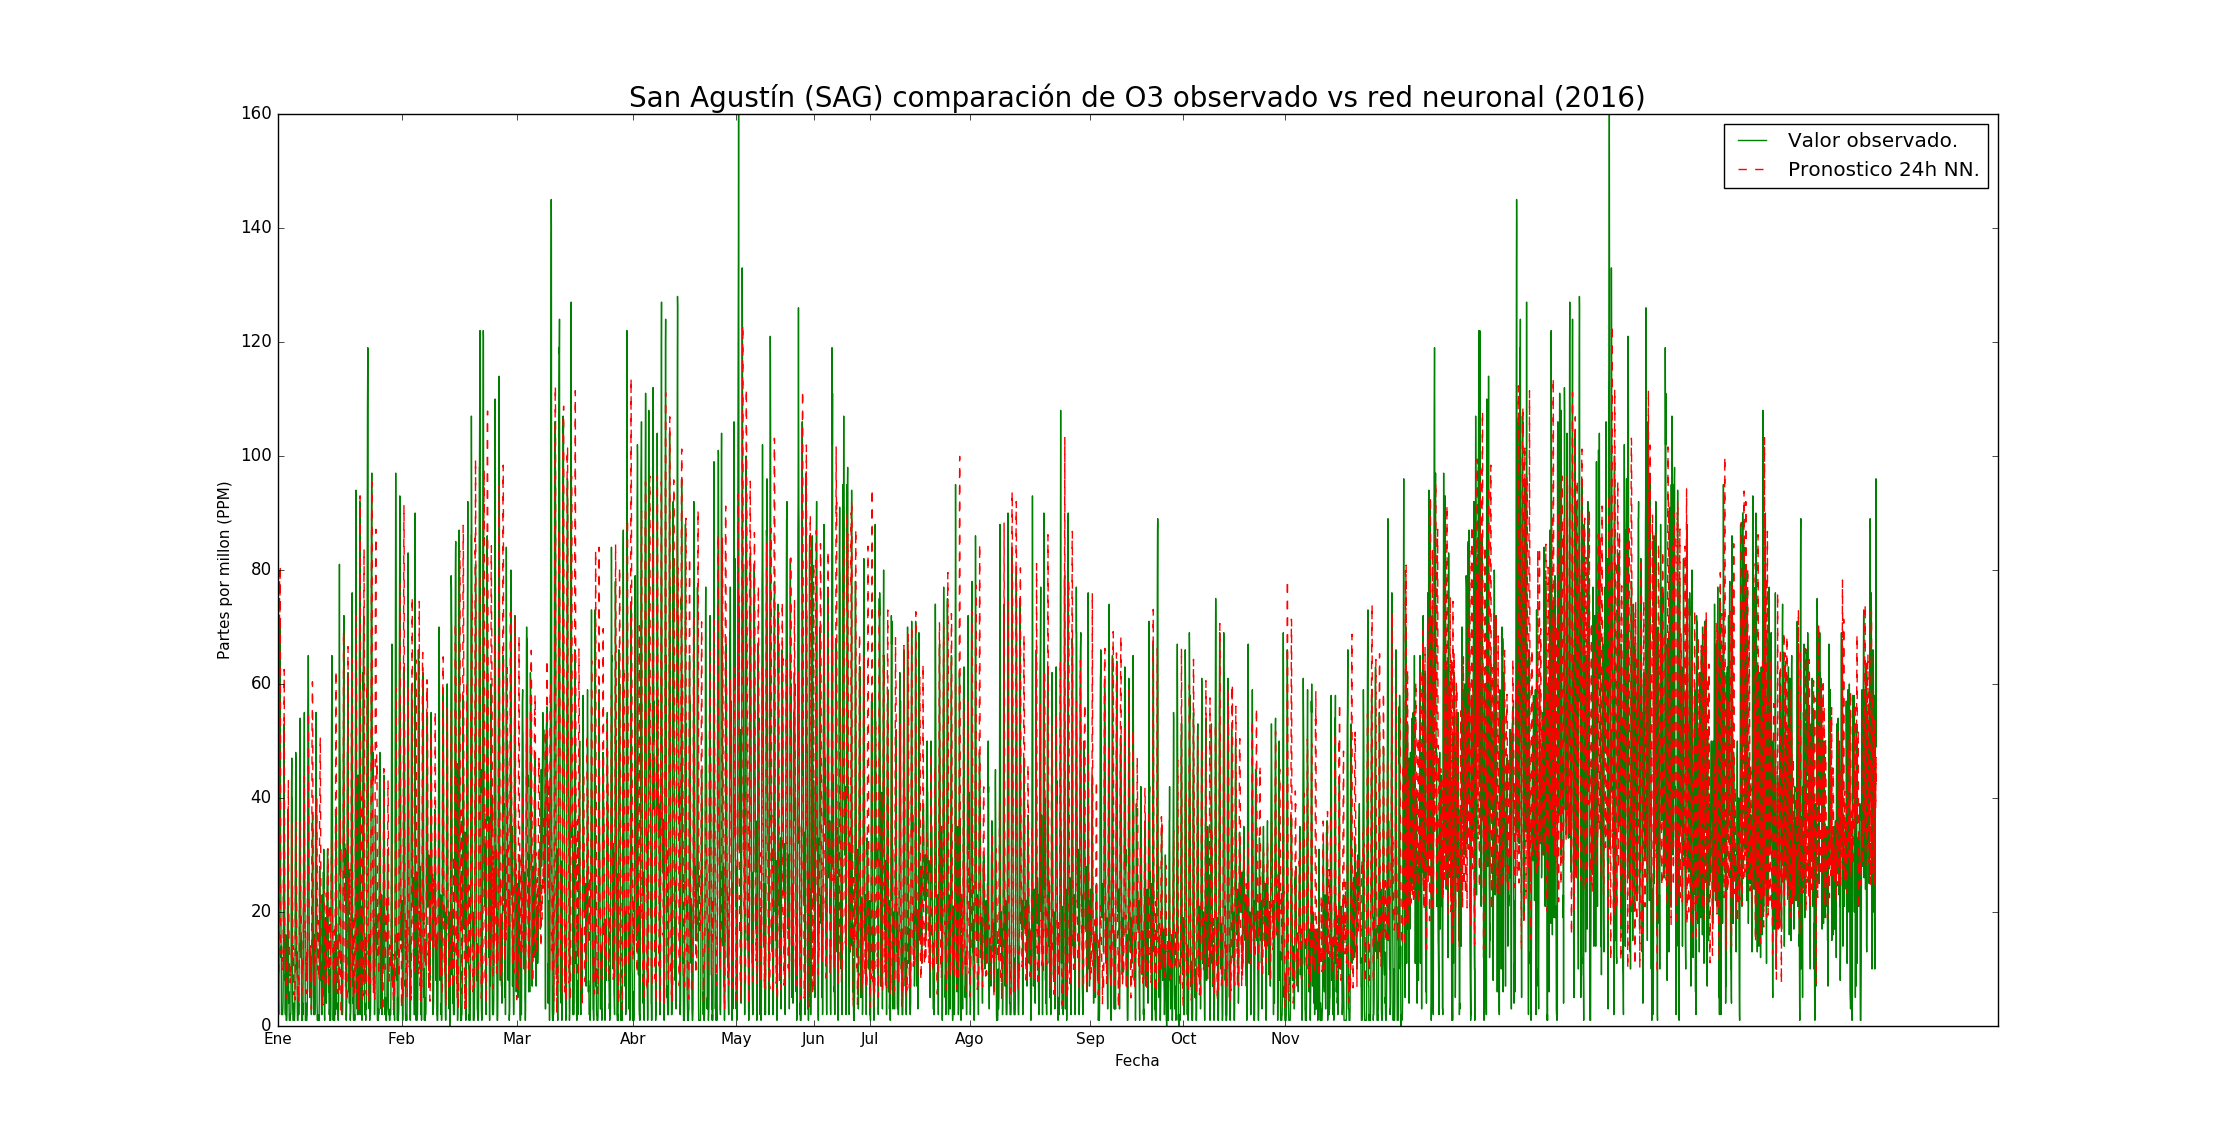 San Agustín (SAG) comparación de O3 observado vs red neuronal (2016)
160
140
120
100
80
60
40
20
0
Partes por millon (PPM)
Valor observado.
Pronostico 24h NN.
Ene Feb Mar Abr May Jun Jul Ago Sep Oct Nov
Fecha